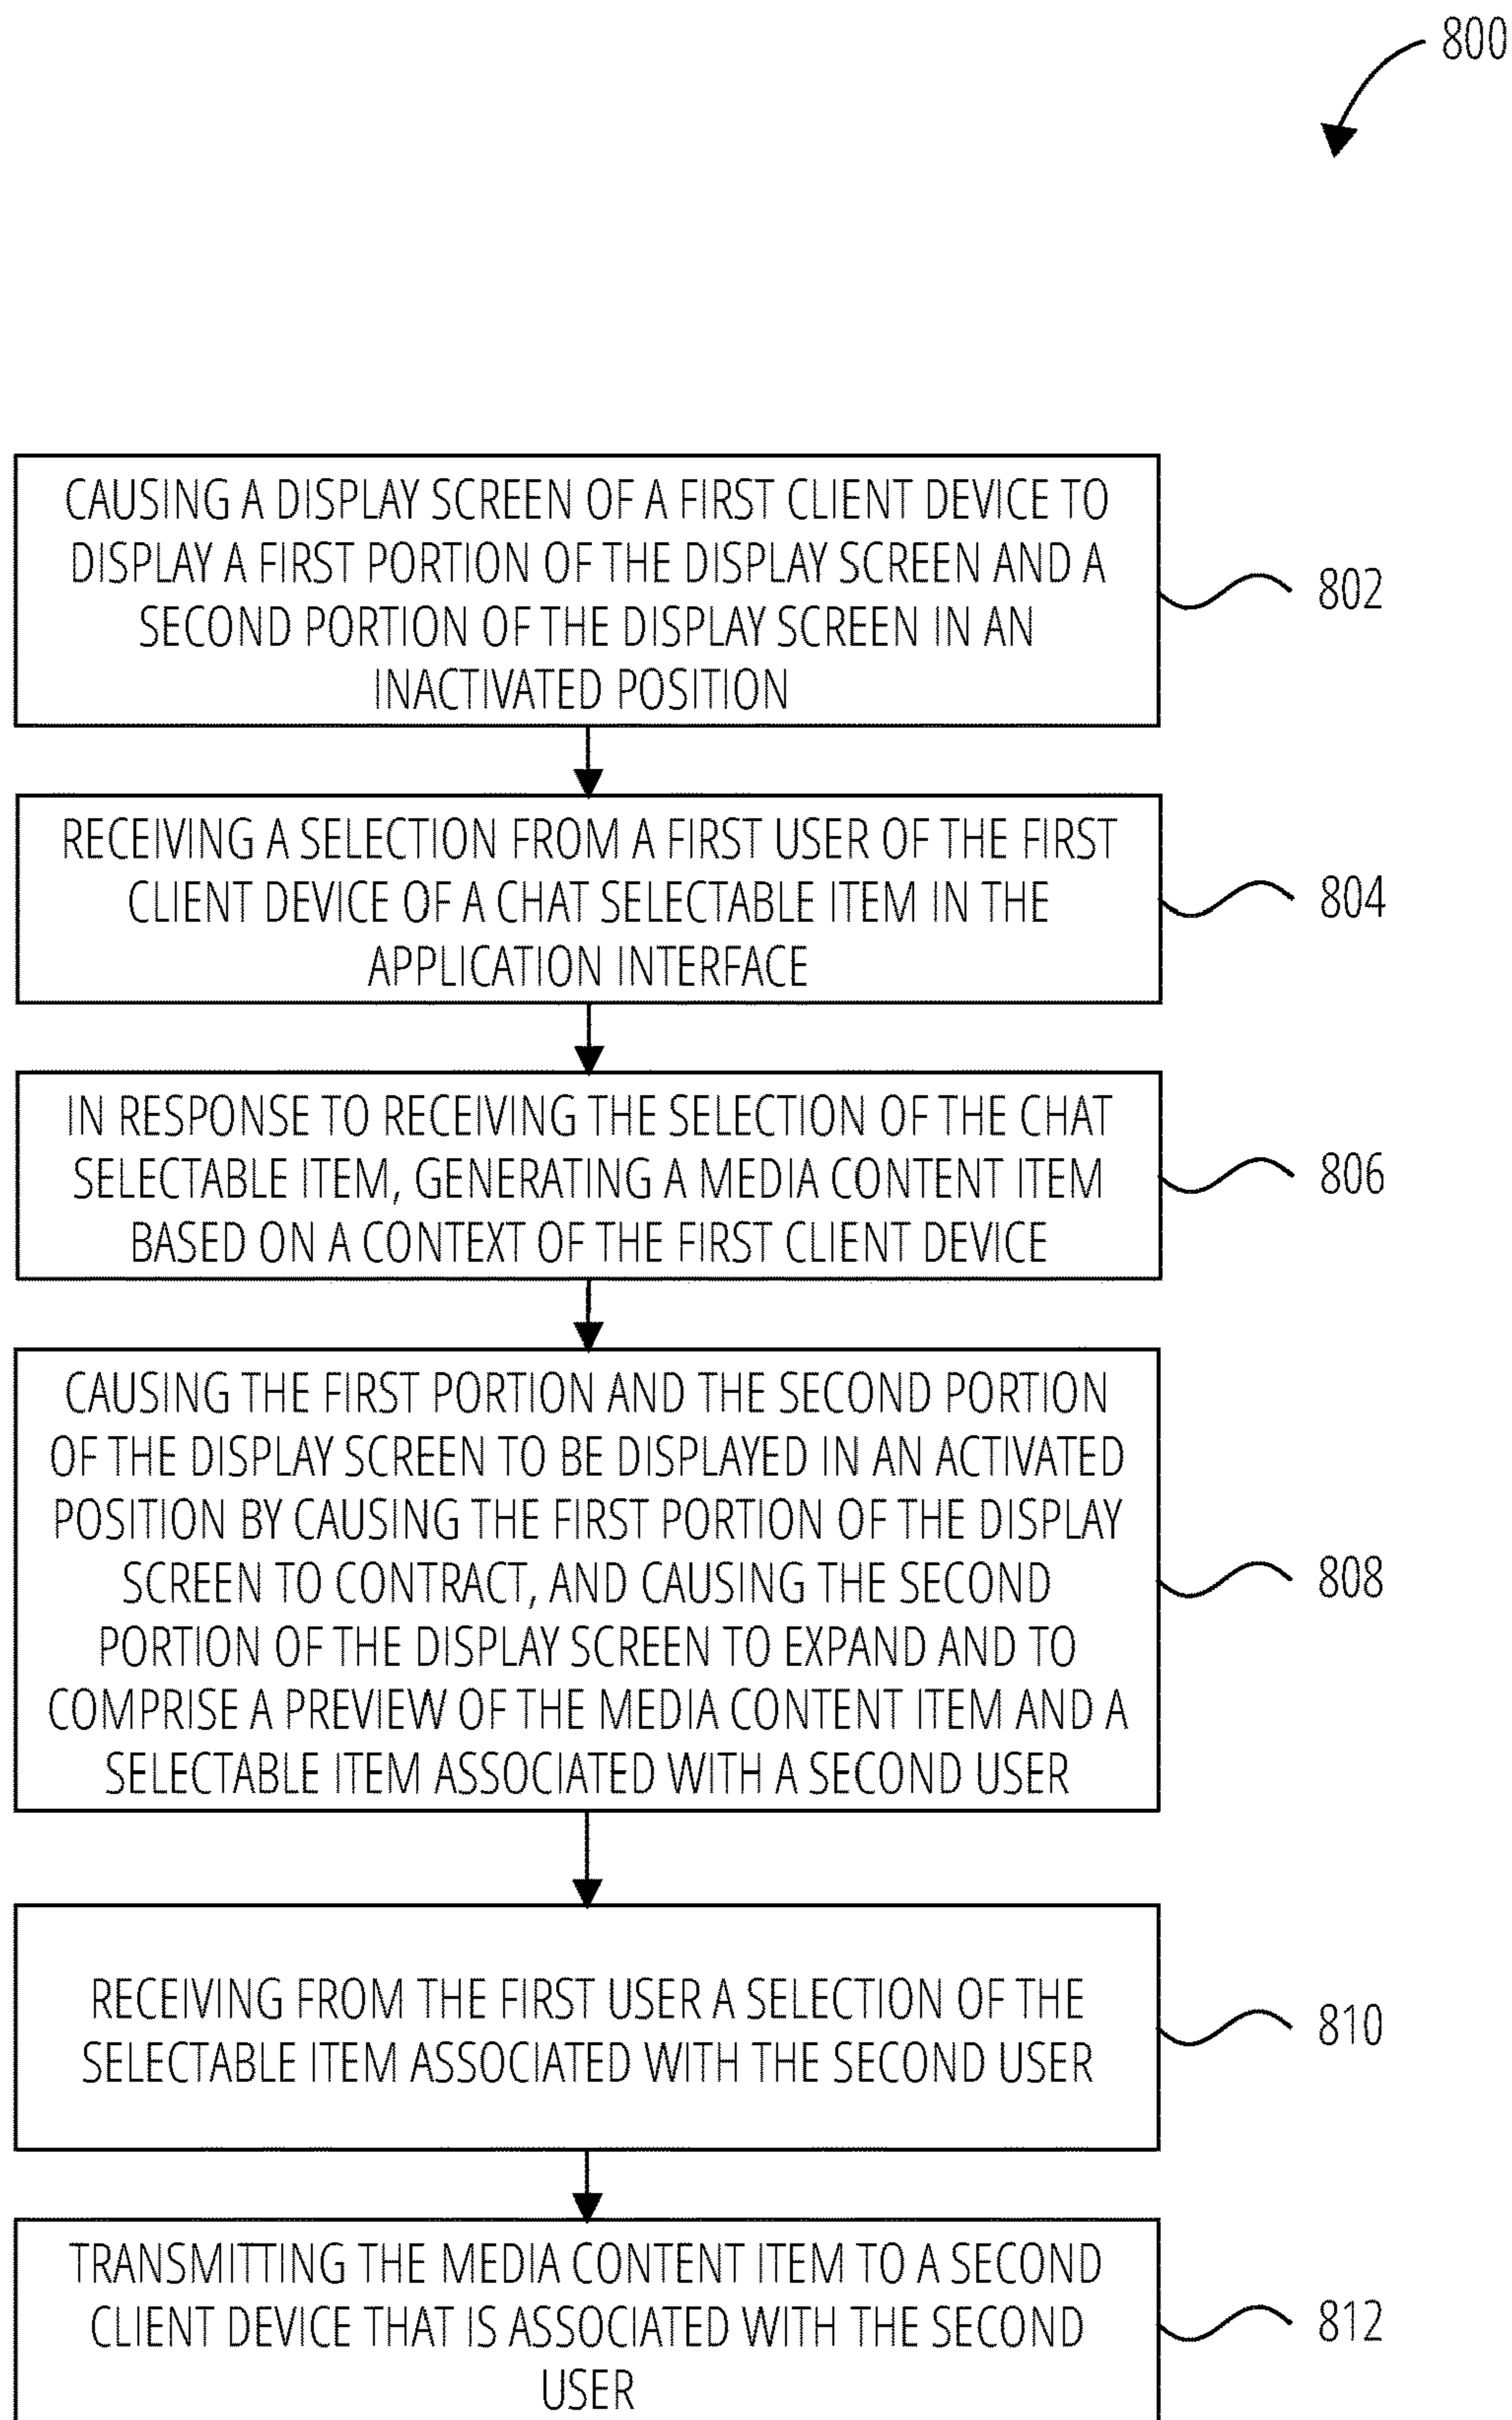 800
CAUSING A DISPLAY SCREEN OF A FIRST CLIENT DEVICE TO
DISPLAY A FIRST PORTION OF THE DISPLAY SCREEN AND A
SECOND PORTION OF THE DISPLAY SCREEN IN AN
INACTIVATED POSITION
802
RECEIVING A SELECTION FROM A FIRST USER OF THE FIRST
CLIENT DEVICE OF A CHAT SELECTABLE ITEM IN THE
APPLICATION INTERFACE
804
IN RESPONSE TO RECEIVING THE SELECTION OF THE CHAT
SELECTABLE ITEM, GENERATING A MEDIA CONTENT ITEM
BASED ON A CONTEXT OF THE FIRST CLIENT DEVICE
806
CAUSING THE FIRST PORTION AND THE SECOND PORTION
OF THE DISPLAY SCREEN TO BE DISPLAYED IN AN ACTIVATED
POSITION BY CAUSING THE FIRST PORTION OF THE DISPLAY
SCREEN TO CONTRACT, AND CAUSING THE SECOND
PORTION OF THE DISPLAY SCREEN TO EXPAND AND TO
COMPRISE A PREVIEW OF THE MEDIA CONTENT ITEM AND A
SELECTABLE ITEM ASSOCIATED WITH A SECOND USER
808
RECEIVING FROM THE FIRST USER A SELECTION OF THE
SELECTABLE ITEM ASSOCIATED WITH THE SECOND USER
810
TRANSMITTING THE MEDIA CONTENT ITEM TO A SECOND
CLIENT DEVICE THAT IS ASSOCIATED WITH THE SECOND
USER
812